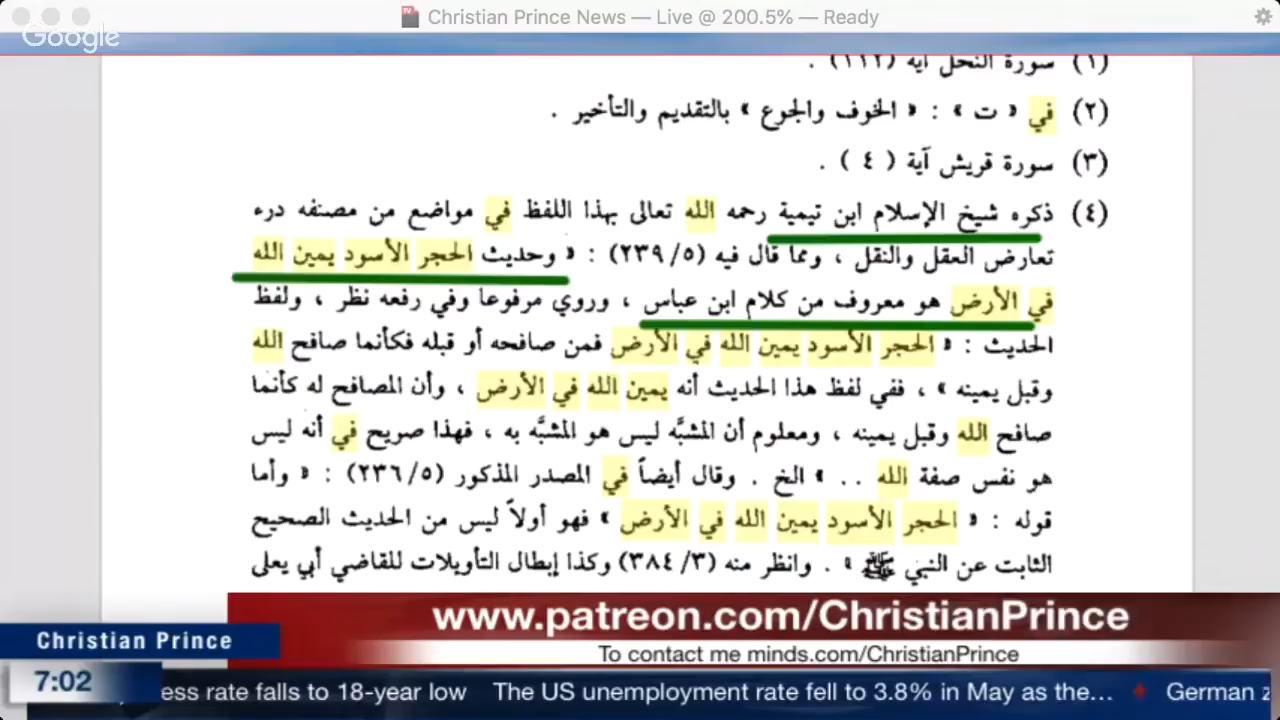 Christian Prince News — Live @ 200.5% — Ready
Google
(١) سورة النحل آية (١١٢) .
(٢) في « ت » : « الخوف والجوع » بالتقديم والتأخير .
(٣) سورة قريش آية ( ٤ ) .
(٤) ذكره شيخ الإسلام ابن تيمية رحمه الله تعالى بهذا اللفظ في مواضع من مصنفه درء
تعارض العقل والنقل ، ومما قال فيه (٢٣٩/٥) : « وحديث الحجر الأسود يمين الله
في الأرض هو معروف من كلام ابن عباس ، وروي مرفوعا وفي رفعه نظر ، ولفظ
الحديث : « الحجر الأسود يمين الله في الأرض فمن صافحه أو قبله فكأنما صافح الله
وقبل يمينه » ، ففي لفظ هذا الحديث أنه يمين الله في الأرض ، وأن المصافح له كأنما
صافح الله وقبل يمينه ، ومعلوم أن المشبَّه ليس هو المشبَّه به ، فهذا صريح في أنه ليس
هو نفس صفة الله .. » الخ . وقال أيضاً في المصدر المذكور (٢٣٦/٥) : « وأما
قوله : « الحجر الأسود يمين الله في الأرض » فهو أولاً ليس من الحديث الصحيح
الثابت عن النبي ﷺ » . وانظر منه (٣٨٤/٣) وكذا إبطال التأويلات للقاضي أبي يعلى
www.patreon.com/ChristianPrince
Christian Prince
To contact me minds.com/ChristianPrince
7:02
ess rate falls to 18-year low The US unemployment rate fell to 3.8% in May as the... German